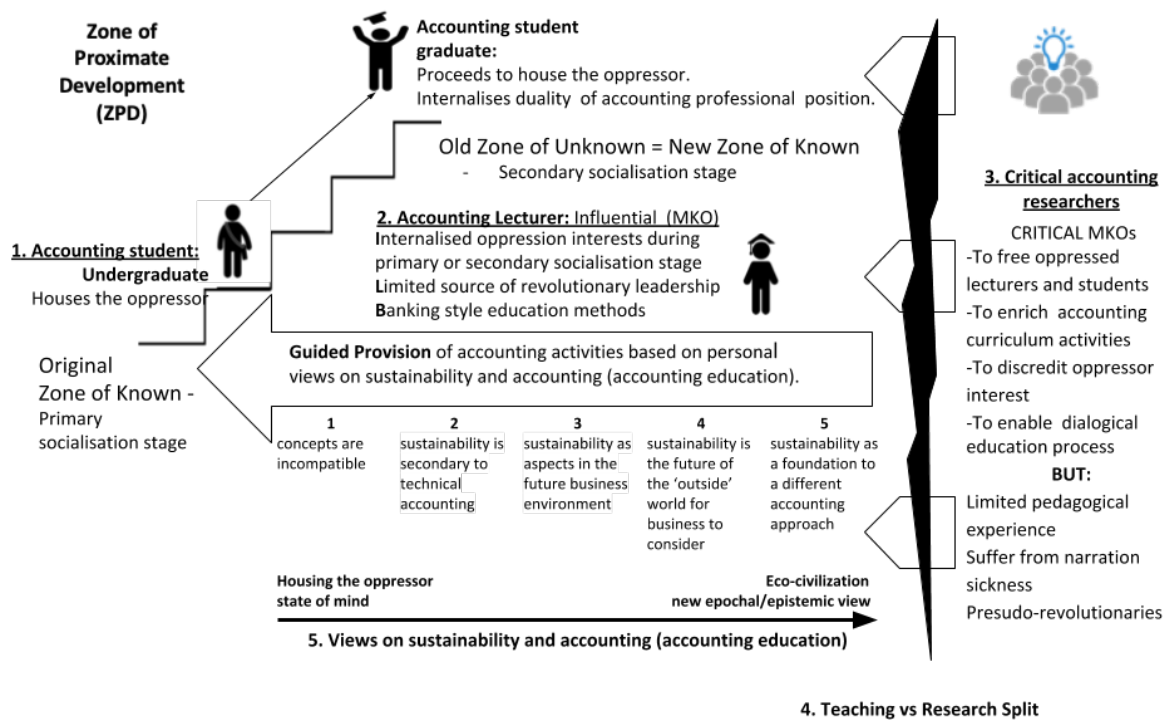 Zone of
Proximate
Development
(ZPD)
Accounting student
graduate:
Proceeds to house the oppressor.
Internalises duality of accounting professional position.
Old Zone of Unknown = New Zone of Known
- Secondary socialisation stage
1. Accounting student:
Undergraduate
Houses the oppressor
2. Accounting Lecturer: Influential (MKO)
Internalised oppression interests during
primary or secondary socialisation stage
Limited source of revolutionary leadership
Banking style education methods
Original
Zone of Known -
Primary
socialisation stage
Guided Provision of accounting activities based on personal
views on sustainability and accounting (accounting education).
1
concepts are
incompatible
2
sustainability is
secondary to
technical
accounting
3
sustainability as
aspects in the
future business
environment
4
sustainability is
the future of
the ‘outside’
world for
business to
consider
5
sustainability as
a foundation to
a different
accounting
approach
Housing the oppressor
state of mind
Eco-civilization
new epochal/epistemic view
5. Views on sustainability and accounting (accounting education)
3. Critical accounting
researchers
CRITICAL MKOs
-To free oppressed
lecturers and students
-To enrich accounting
curriculum activities
-To discredit oppressor
interest
-To enable dialogical
education process
BUT:
Limited pedagogical
experience
Suffer from narration
sickness
Presudo-revolutionaries
4. Teaching vs Research Split